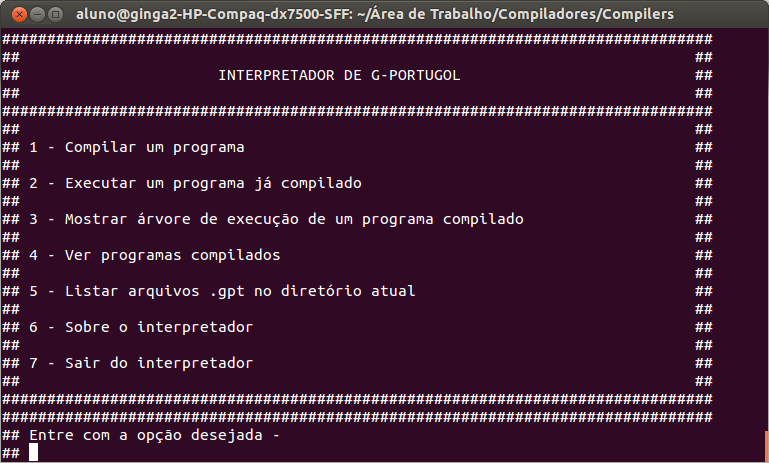 aluno@ginga2-HP-Compaq-dx7500-SFF: ~/Área de Trabalho/Compiladores/Compilers
###############################################################################
## ##
## INTERPRETADOR DE G-PORTUGOL ##
## ##
###############################################################################
## ##
## 1 - Compilar um programa ##
## ##
## 2 - Executar um programa já compilado ##
## ##
## 3 - Mostrar árvore de execução de um programa compilado ##
## ##
## 4 - Ver programas compilados ##
## ##
## 5 - Listar arquivos .gpt no diretório atual ##
## ##
## 6 - Sobre o interpretador ##
## ##
## 7 - Sair do interpretador ##
## ##
###############################################################################
###############################################################################
## Entre com a opção desejada -
##